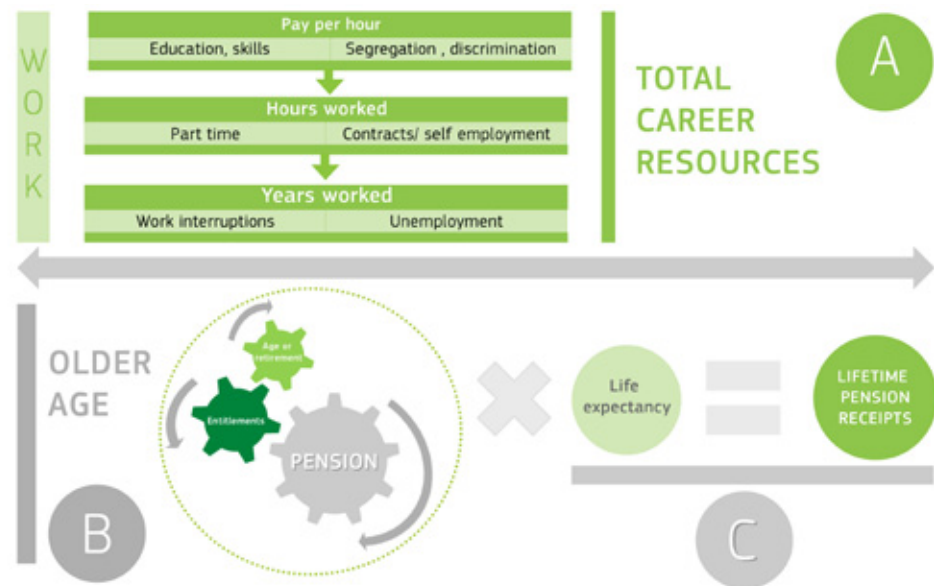 WORK
Pay per hour
Education, skills
Segregation , discrimination
Hours worked
Part time
Contracts/ self employment
Years worked
Work interruptions
Unemployment
TOTAL
CAREER
RESOURCES
A
OLDER
AGE
B
Age or
retirement
Entitlements
PENSION
Life
expectancy
LIFETIME
PENSION
RECEIPTS
C